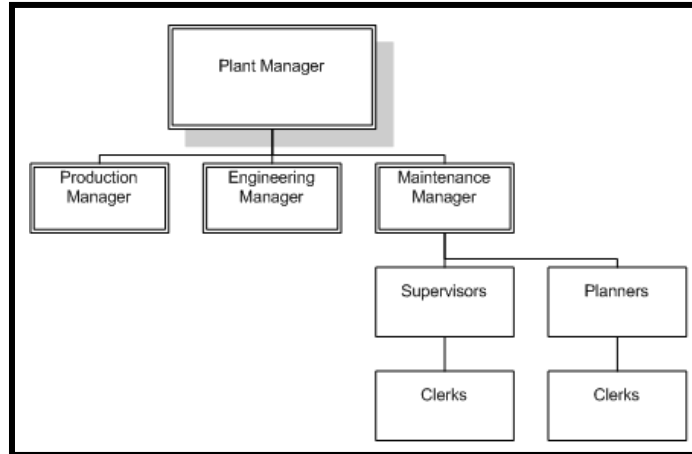 Plant Manager
Production
Manager
Engineering
Manager
Maintenance
Manager
Supervisors
Planners
Clerks
Clerks